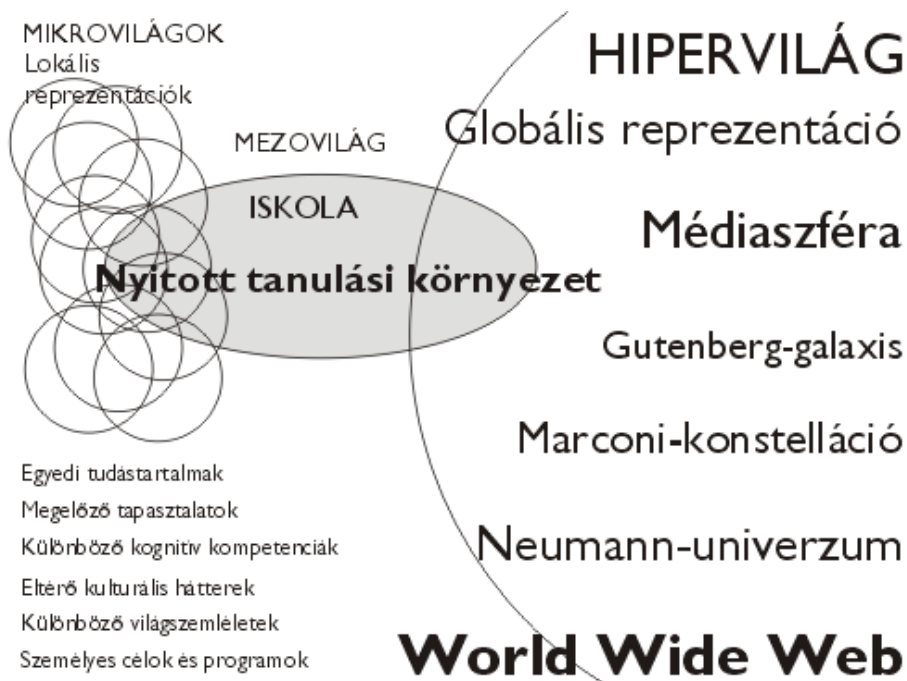 MIKROVILÁGOK
Lokális
reprezentációk
MEZOVILÁG
ISKOLA
Nyitott tanulási környezet
HIPERVILÁG
Globális reprezentáció
Médiaszféra
Gutenberg-galaxis
Marconi-konstelláció
Neumann-univerzum
World Wide Web
Egyedi tudástartalmak
Megelőző tapasztalatok
Különböző kognitív kompetenciák
Eltérő kulturális hátterek
Különböző világszemléletek
Személyes célok és programok